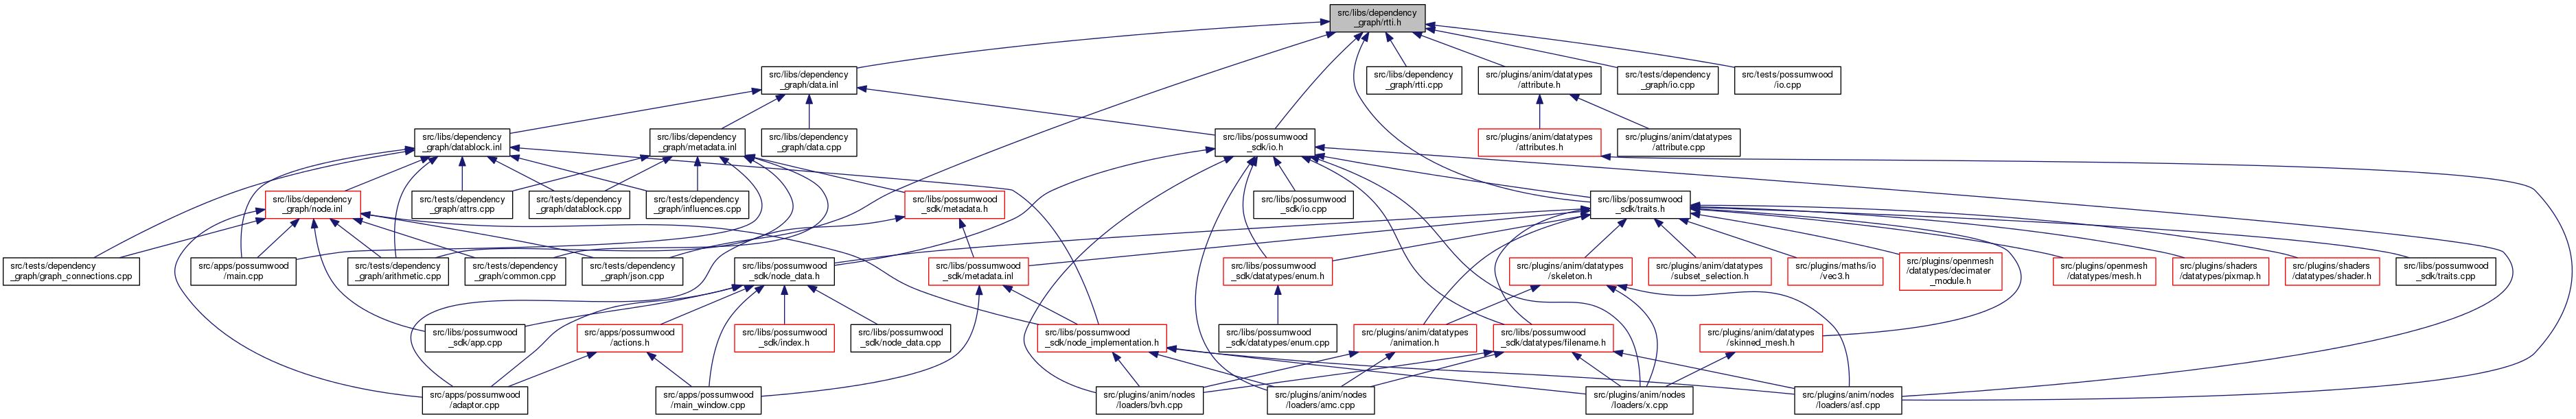 src/libs/dependency
_graph/rtti.h
src/libs/dependency
_graph/data.inl
src/libs/dependency
_graph/rtti.cpp
src/plugins/anim/datatypes
/attribute.h
src/tests/dependency
_graph/io.cpp
src/tests/possumwood
/io.cpp
src/libs/dependency
_graph/datablock.inl
src/libs/dependency
_graph/metadata.inl
src/libs/dependency
_graph/data.cpp
src/libs/possumwood
_sdk/io.h
src/plugins/anim/datatypes
/attributes.h
src/plugins/anim/datatypes
/attribute.cpp
src/libs/dependency
_graph/node.inl
src/tests/dependency
_graph/attrs.cpp
src/tests/dependency
_graph/datablock.cpp
src/tests/dependency
_graph/influences.cpp
src/libs/possumwood
_sdk/metadata.h
src/libs/possumwood
_sdk/io.cpp
src/libs/possumwood
_sdk/traits.h
src/tests/dependency
_graph/graph_connections.cpp
src/apps/possumwood
/main.cpp
src/tests/dependency
_graph/arithmetic.cpp
src/tests/dependency
_graph/common.cpp
src/tests/dependency
_graph/json.cpp
src/libs/possumwood
_sdk/node_data.h
src/libs/possumwood
_sdk/metadata.inl
src/libs/possumwood
_sdk/datatypes/enum.h
src/plugins/anim/datatypes
/skeleton.h
src/plugins/anim/datatypes
/subset_selection.h
src/plugins/maths/io
/vec3.h
src/plugins/openmesh
/datatypes/decimater
_module.h
src/plugins/openmesh
/datatypes/mesh.h
src/plugins/shaders
/datatypes/pixmap.h
src/plugins/shaders
/datatypes/shader.h
src/libs/possumwood
_sdk/traits.cpp
src/libs/possumwood
_sdk/app.cpp
src/apps/possumwood
/actions.h
src/libs/possumwood
_sdk/index.h
src/libs/possumwood
_sdk/node_data.cpp
src/libs/possumwood
_sdk/node_implementation.h
src/libs/possumwood
_sdk/datatypes/enum.cpp
src/plugins/anim/datatypes
/animation.h
src/libs/possumwood
_sdk/datatypes/filename.h
src/plugins/anim/datatypes
/skinned_mesh.h
src/apps/possumwood
/adaptor.cpp
src/apps/possumwood
/main_window.cpp
src/plugins/anim/nodes
/loaders/bvh.cpp
src/plugins/anim/nodes
/loaders/amc.cpp
src/plugins/anim/nodes
/loaders/x.cpp
src/plugins/anim/nodes
/loaders/asf.cpp